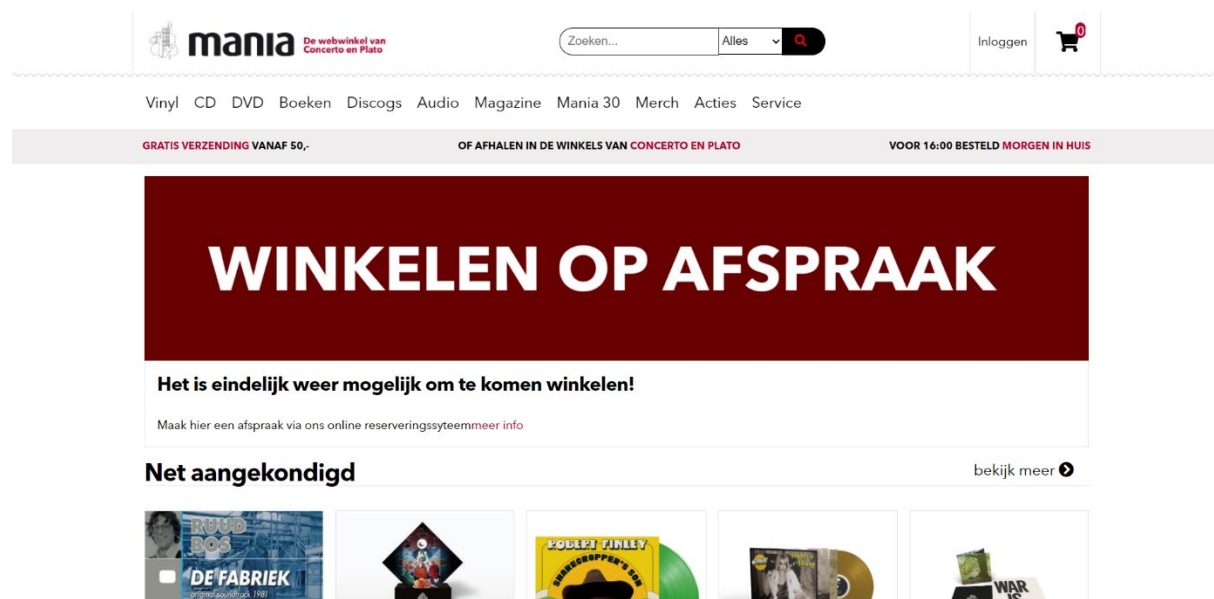 mania De webwinkel van
Concerto en Plato
Zoeken... Alles
Inloggen 0
Vinyl CD DVD Boeken Discogs Audio Magazine Mania 30 Merch Acties Service
GRATIS VERZENDING VANAF 50,- OF AFHALEN IN DE WINKELS VAN CONCERTO EN PLATO VOOR 16:00 BESTELD MORGEN IN HUIS
WINKELEN OP AFSPRAAK
Het is eindelijk weer mogelijk om te komen winkelen!
Maak hier een afspraak via ons online reserveringssyteemmeer info
Net aangekondigd bekijk meer
RUUD
BOS
DE FABRIEK
original soundtrack 1981
ROBERT FINLEY
SHARECROPPER'S SON
WAR
IS